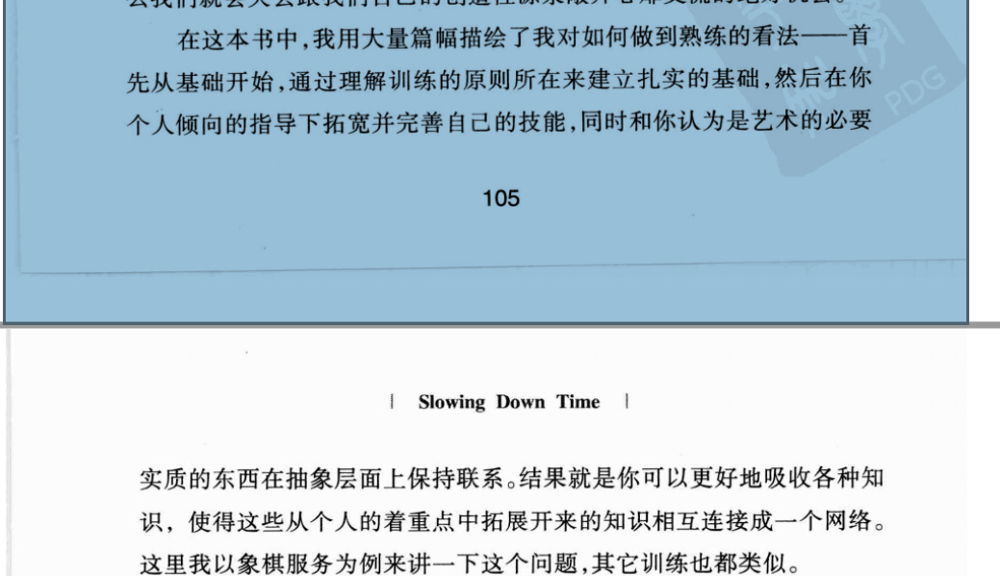 在这本书中,我用大量篇幅描绘了我对如何做到熟练的看法——首
先从基础开始,通过理解训练的原则所在来建立扎实的基础,然后在你
个人倾向的指导下拓宽并完善自己的技能,同时和你认为是艺术的必要
PDG
105
| Slowing Down Time |
实质的东西在抽象层面上保持联系。结果就是你可以更好地吸收各种知
识，使得这些从个人的着重点中拓展开来的知识相互连接成一个网络。
这里我以象棋服务为例来讲一下这个问题,其它训练也都类似。